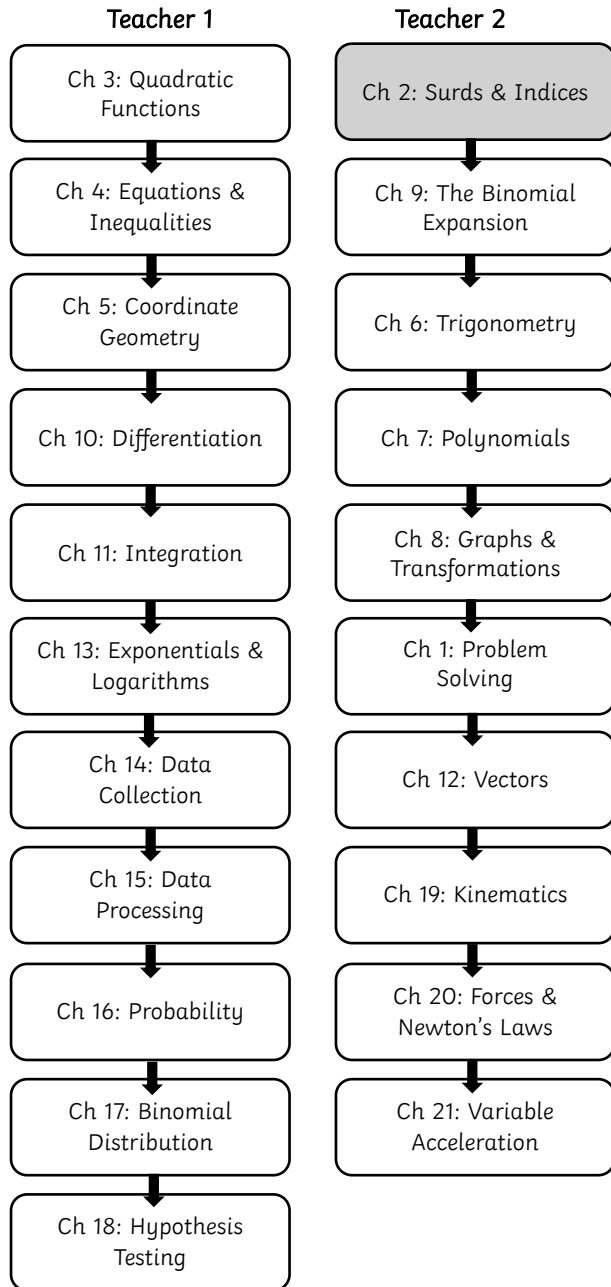 Teacher 1
Ch 3: Quadratic
Functions
Ch 4: Equations &
Inequalities
Ch 5: Coordinate
Geometry
Ch 10: Differentiation
Ch 11: Integration
Ch 13: Exponentials &
Logarithms
Ch 14: Data
Collection
Ch 15: Data
Processing
Ch 16: Probability
Ch 17: Binomial
Distribution
Ch 18: Hypothesis
Testing
Teacher 2
Ch 2: Surds & Indices
Ch 9: The Binomial
Expansion
Ch 6: Trigonometry
Ch 7: Polynomials
Ch 8: Graphs &
Transformations
Ch 1: Problem
Solving
Ch 12: Vectors
Ch 19: Kinematics
Ch 20: Forces &
Newton's Laws
Ch 21: Variable
Acceleration